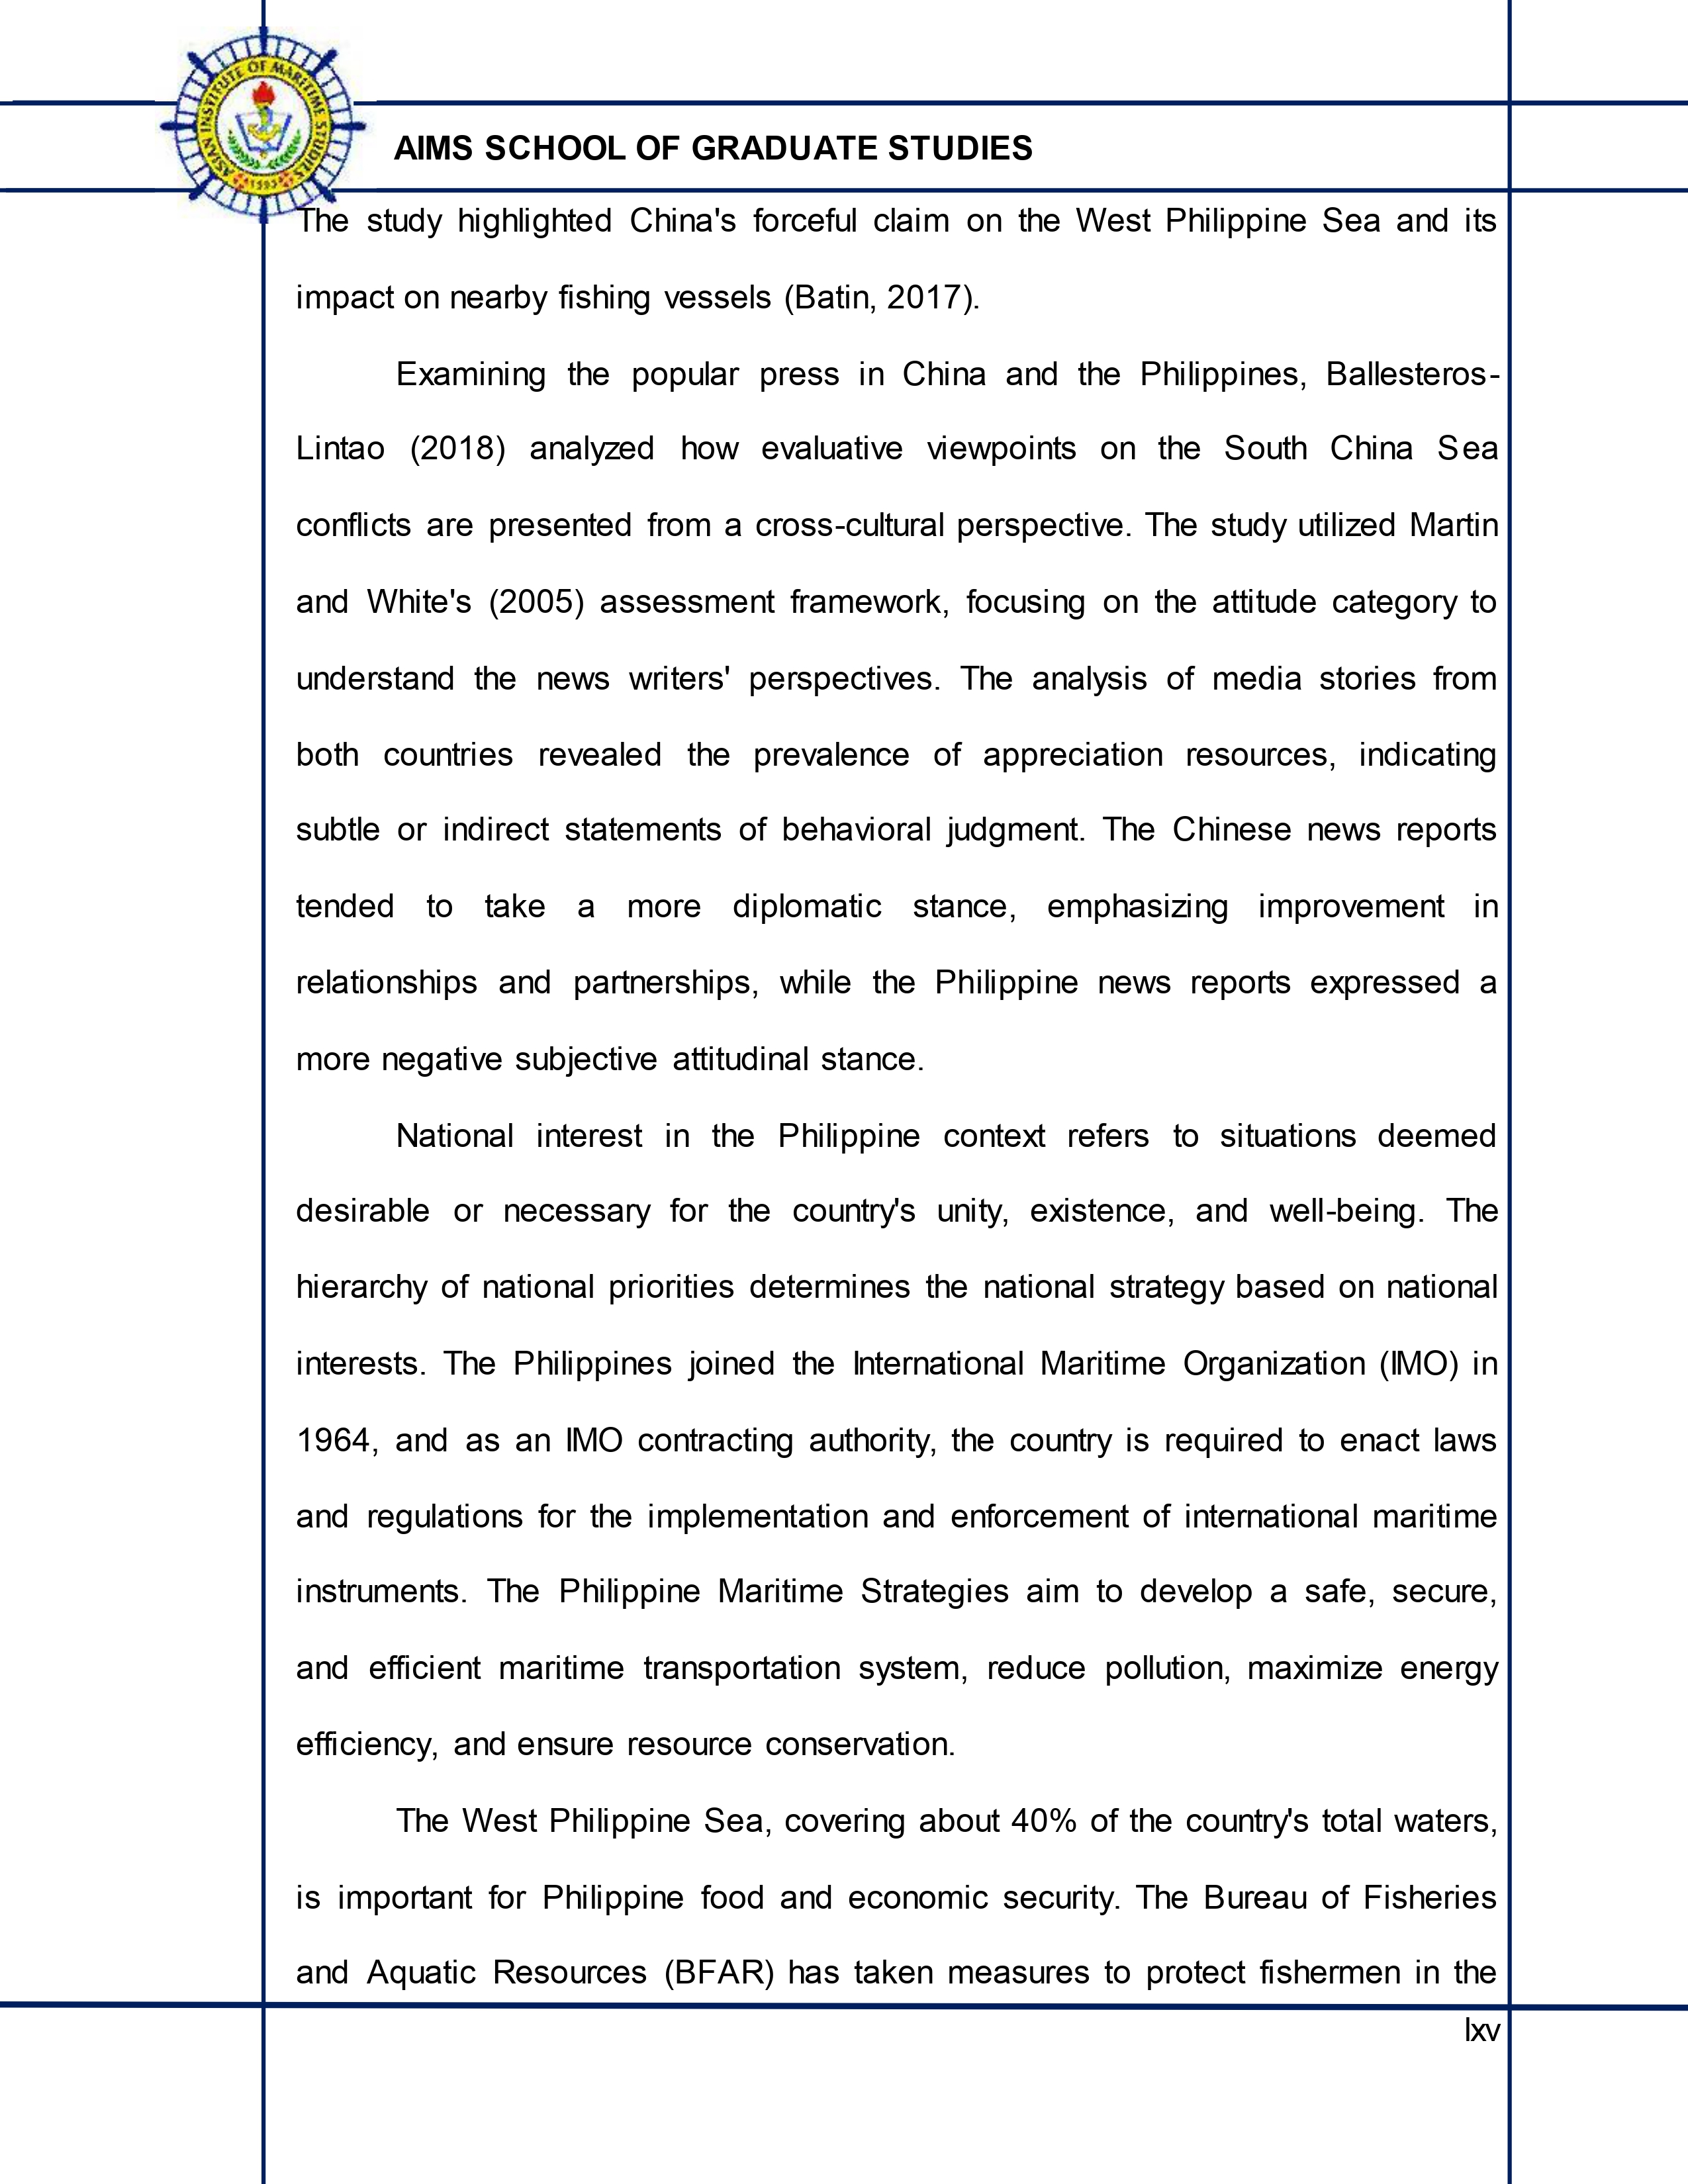 ASIAN INSTITUTE OF MARITIME STUDIES
1993
AIMS SCHOOL OF GRADUATE STUDIES
The study highlighted China's forceful claim on the West Philippine Sea and its
impact on nearby fishing vessels (Batin, 2017).
Examining the popular press in China and the Philippines, Ballesteros-
Lintao (2018) analyzed how evaluative viewpoints on the South China Sea
conflicts are presented from a cross-cultural perspective. The study utilized Martin
and White's (2005) assessment framework, focusing on the attitude category to
understand the news writers' perspectives. The analysis of media stories from
both countries revealed the prevalence of appreciation resources, indicating
subtle or indirect statements of behavioral judgment. The Chinese news reports
tended to take a more diplomatic stance, emphasizing improvement in
relationships and partnerships, while the Philippine news reports expressed a
more negative subjective attitudinal stance.
National interest in the Philippine context refers to situations deemed
desirable or necessary for the country's unity, existence, and well-being. The
hierarchy of national priorities determines the national strategy based on national
interests. The Philippines joined the International Maritime Organization (IMO) in
1964, and as an IMO contracting authority, the country is required to enact laws
and regulations for the implementation and enforcement of international maritime
instruments. The Philippine Maritime Strategies aim to develop a safe, secure,
and efficient maritime transportation system, reduce pollution, maximize energy
efficiency, and ensure resource conservation.
The West Philippine Sea, covering about 40% of the country's total waters,
is important for Philippine food and economic security. The Bureau of Fisheries
and Aquatic Resources (BFAR) has taken measures to protect fishermen in the
lxv